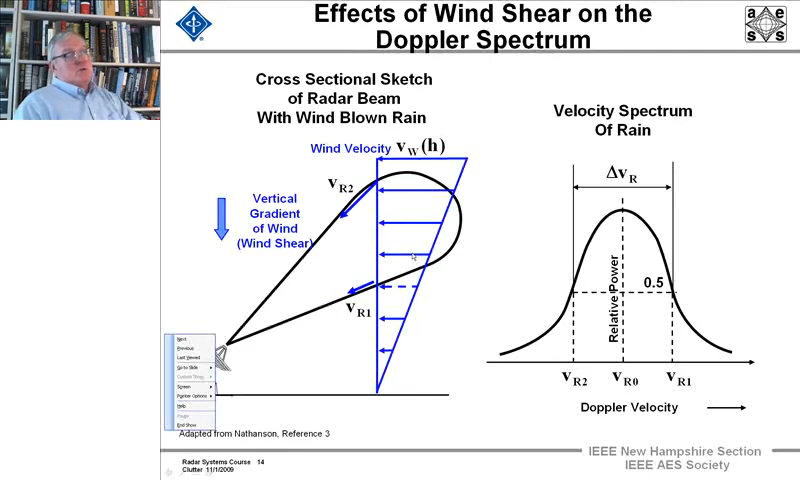 Effects of Wind Shear on the
Doppler Spectrum
a e
s s
Cross Sectional Sketch
of Radar Beam
With Wind Blown Rain
Wind Velocity vW(h)
vR2
Vertical
Gradient
of Wind
(Wind Shear)
vR1
Velocity Spectrum
Of Rain
ΔvR
Relative Power
0.5
vR2 vR0 vR1
Doppler Velocity
Next
Previous
Last Viewed
Go to Slide
Custom Show
Screen
Pointer Options
Help
Pause
End Show
Adapted from Nathanson, Reference 3
Radar Systems Course 14
Clutter 11/1/2009
IEEE New Hampshire Section
IEEE AES Society